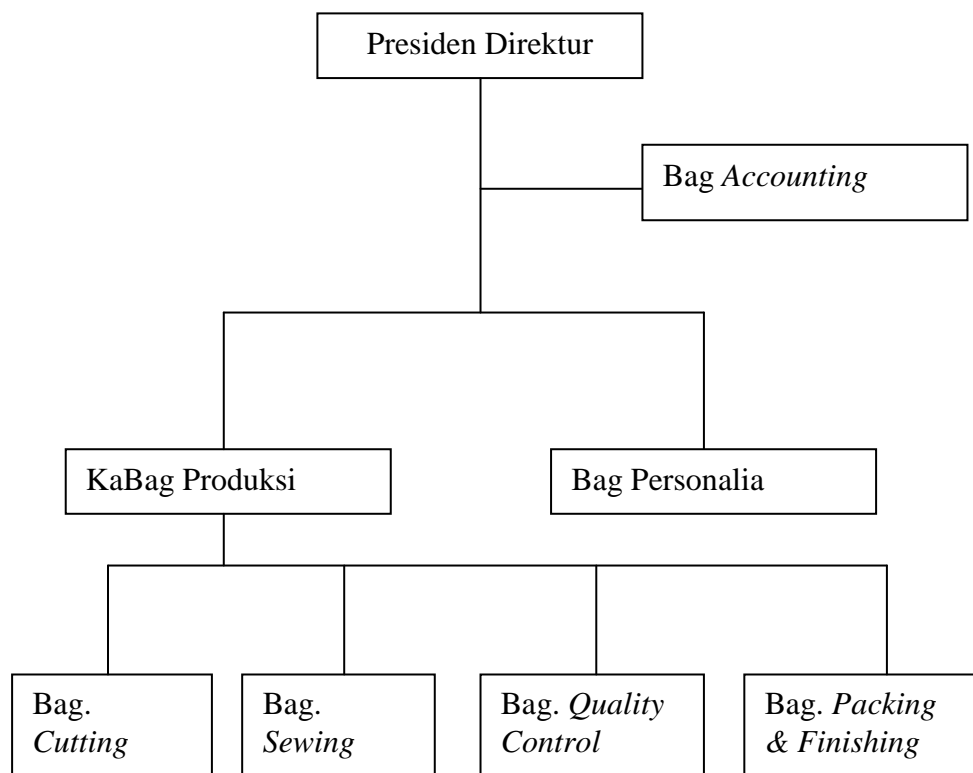 Presiden Direktur
Bag Accounting
KaBag Produksi
Bag Personalia
Bag.
Cutting
Bag.
Sewing
Bag. Quality
Control
Bag. Packing
& Finishing